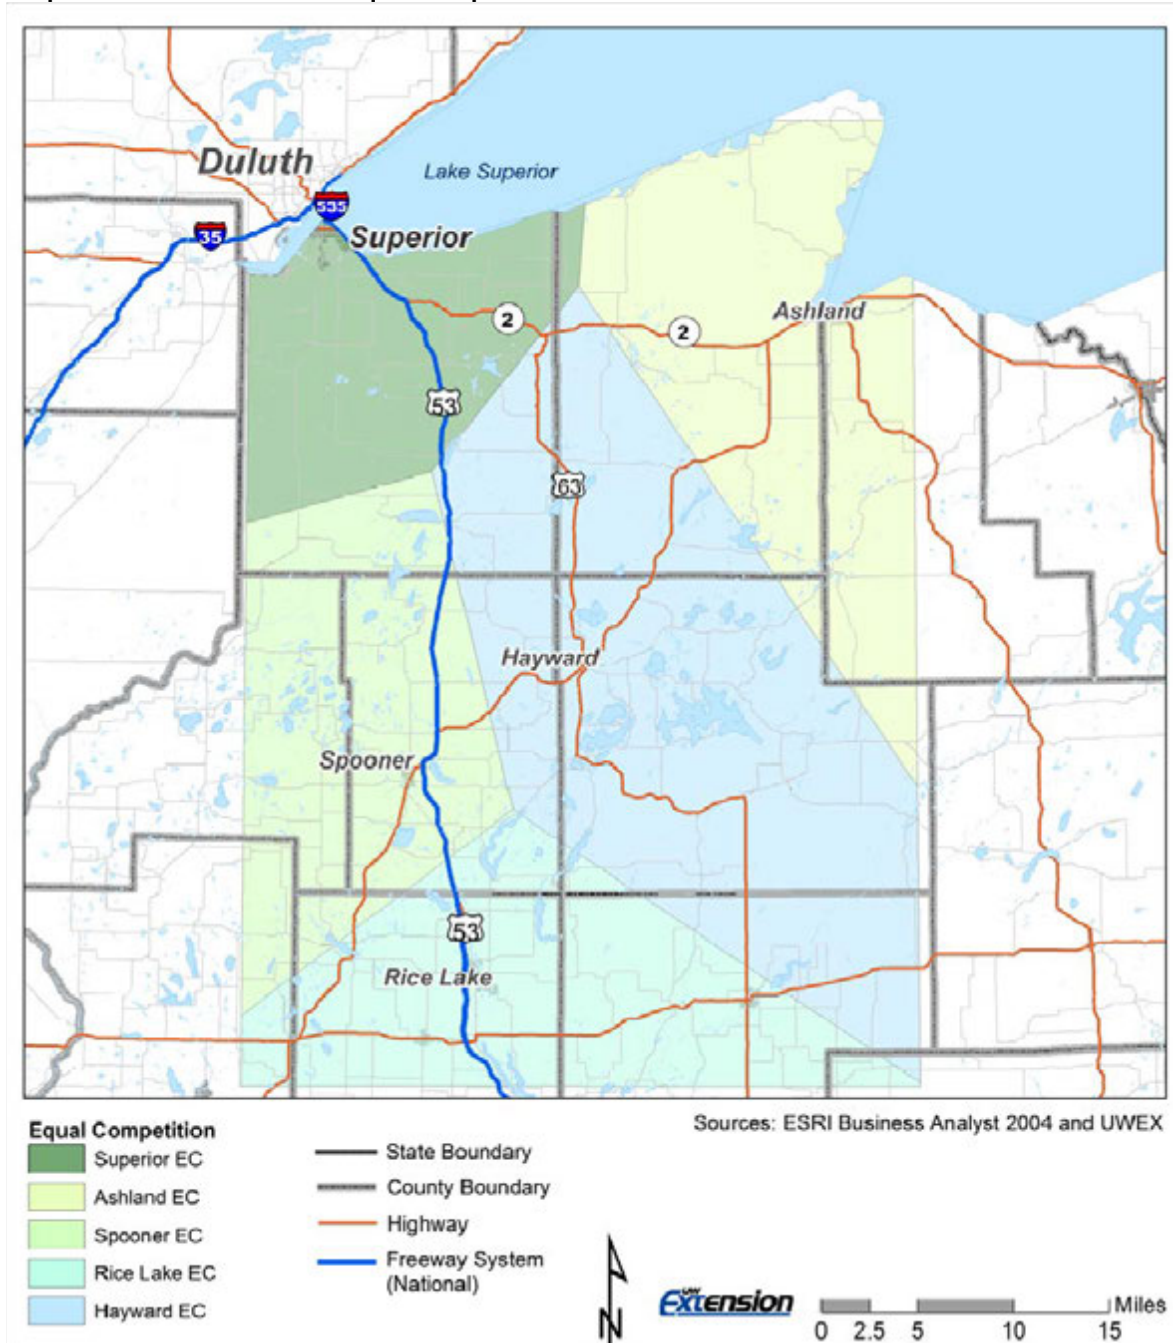 Duluth
Lake Superior
535
35
Superior
2
2
Ashland
53
63
Hayward
Spooner
53
Rice Lake
Sources: ESRI Business Analyst 2004 and UWEX
Equal Competition
Superior EC
Ashland EC
Spooner EC
Rice Lake EC
Hayward EC
State Boundary
County Boundary
Highway
Freeway System
(National)
N
UW
Extension
Miles
0 2.5 5 10 15